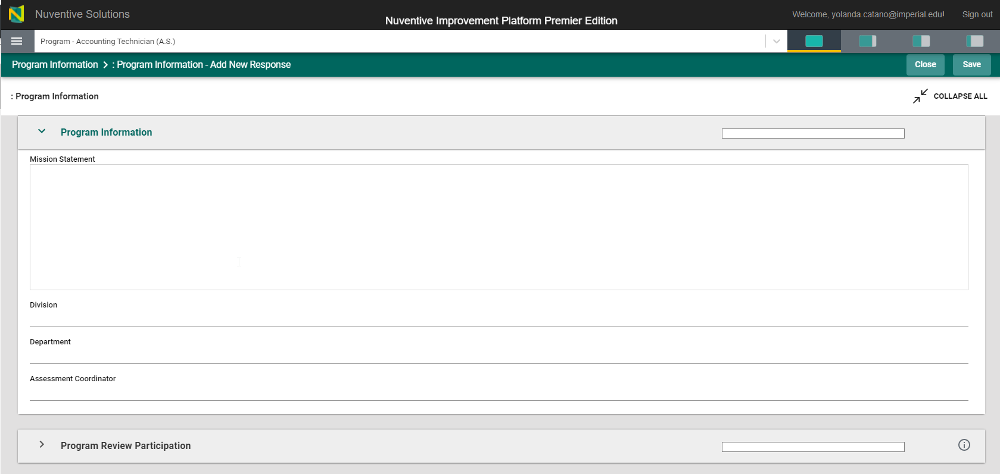 Nuventive Solutions
Nuventive Improvement Platform Premier Edition
Welcome, yolanda.catano@imperial.edu!
Sign out
Program - Accounting Technician (A.S.)
Program Information > : Program Information - Add New Response
Close
Save
: Program Information
COLLAPSE ALL
Program Information
Mission Statement
Division
Department
Assessment Coordinator
Program Review Participation